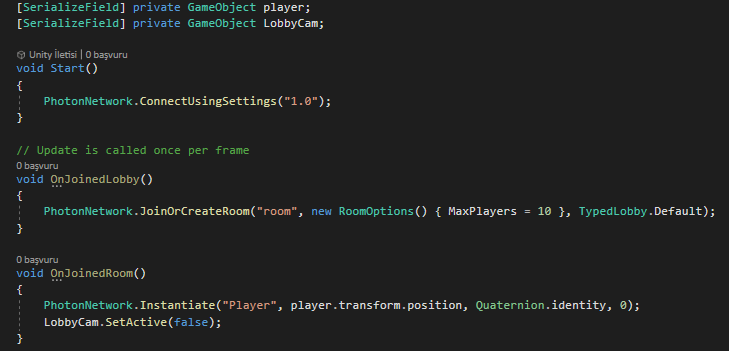 [SerializeField] private GameObject player;
[SerializeField] private GameObject LobbyCam;
Unity İletisi | 0 başvuru
void Start()
{
PhotonNetwork.ConnectUsingSettings("1.0");
}
// Update is called once per frame
0 başvuru
void OnJoinedLobby()
{
PhotonNetwork.JoinOrCreateRoom("room", new RoomOptions() { MaxPlayers = 10 }, TypedLobby.Default);
}
0 başvuru
void OnJoinedRoom()
{
PhotonNetwork.Instantiate("Player", player.transform.position, Quaternion.identity, 0);
LobbyCam.SetActive(false);
}